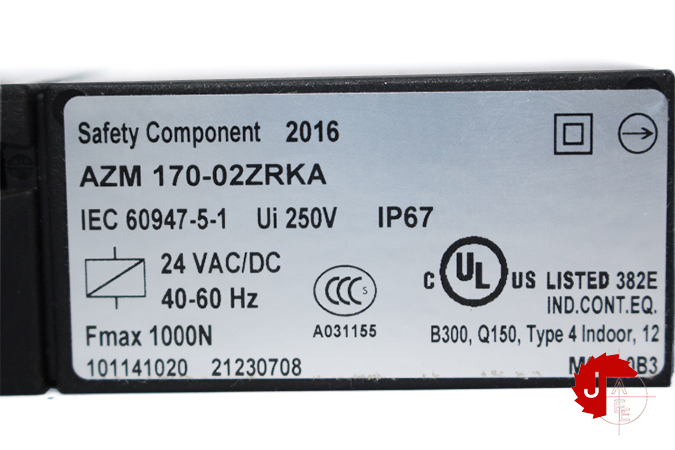 Safety Component 2016
AZM 170-02ZRKA
IEC 60947-5-1 Ui 250V IP67
24 VAC/DC
40-60 Hz
CCC S
A031155
C UL US LISTED 382E
IND.CONT.EQ.
Fmax 1000N
B300, Q150, Type 4 Indoor, 12
101141020 21230708
J